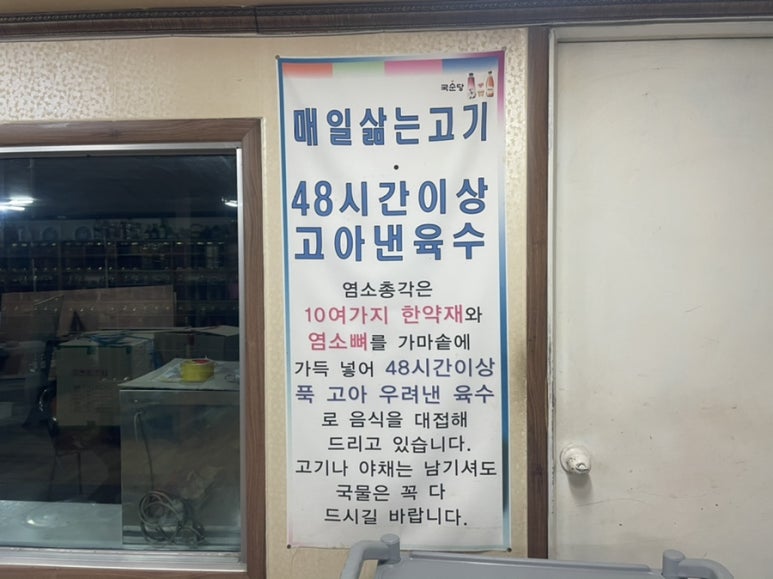 국순당
매일삶는고기
·
48시간이상
고아낸육수
염소총각은
10여가지 한약재와
염소뼈를 가마솥에
가득 넣어 48시간이상
푹 고아 우려낸 육수
로 음식을 대접해
드리고 있습니다.
고기나 야채는 남기셔도
국물은 꼭 다
드시길 바랍니다.